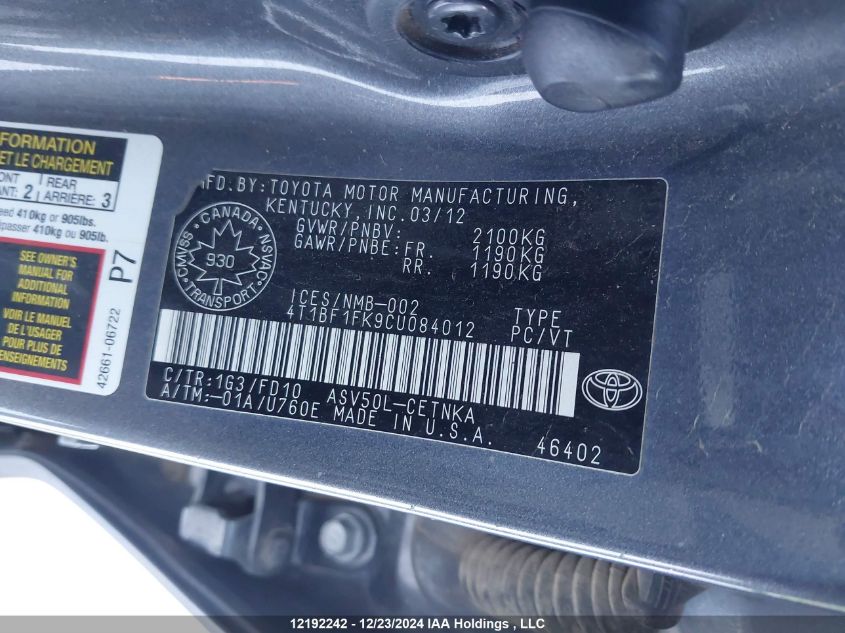 FORMATION
ET LE CHARGEMENT
ONT
ANT: 2
REAR
ARRIÈRE: 3
eed 410kg or 905lbs.
passer 410kg ou 905lb.
SEE OWNER'S
MANUAL FOR
ADDITIONAL
INFORMATION
VOIR LE MANUEL
DE L'USAGER
POUR PLUS DE
P7
42661-06722
MFD. BY: TOYOTA MOTOR MANUFACTURING,
KENTUCKY, INC. 03/12
GVWR/PNBV: 2100KG
GAWR/PNBE: FR. 1190KG
RR. 1190KG
CANADA
CMVSS 930 NSVAC
TRANSPORT
ICES/NMB-002 TYPE
4T1BF1FK9CU084012 PC/VT
C/TR:1G3/FD10 ASV50L-CETNKA
A/TM:-01A/U760E MADE IN U.S.A.
46402
12192242 - 12/23/2024 IAA Holdings , LLC